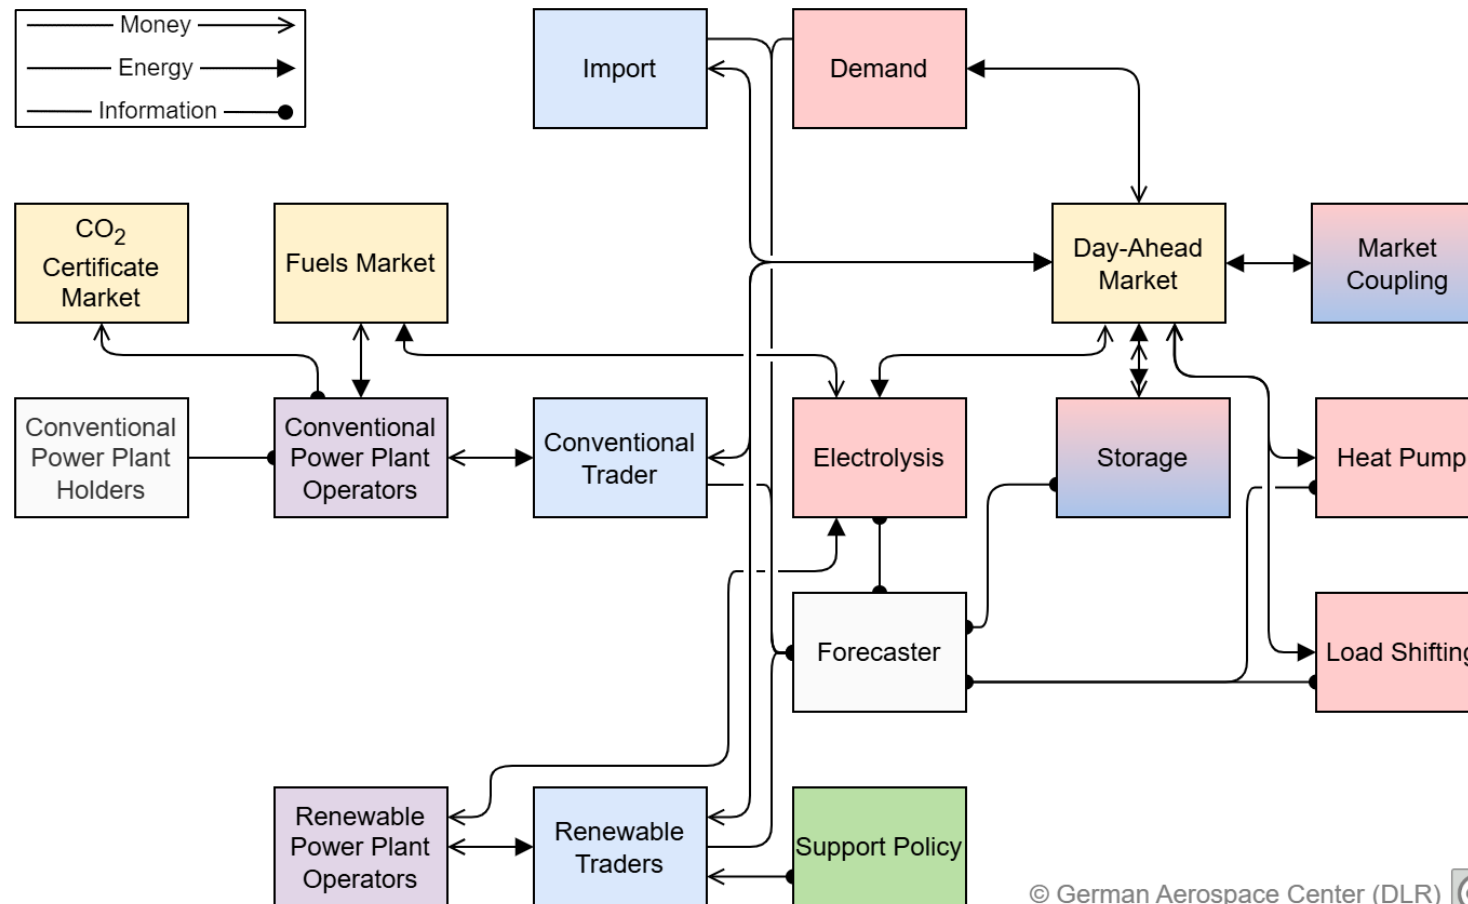 Money
Energy
Information
Import
Demand
CO2
Certificate
Market
Fuels Market
Day-Ahead
Market
Market
Coupling
Conventional
Power Plant
Holders
Conventional
Power Plant
Operators
Conventional
Trader
Electrolysis
Storage
Heat Pump
Forecaster
Load Shifting
Renewable
Power Plant
Operators
Renewable
Traders
Support Policy
© German Aerospace Center (DLR)